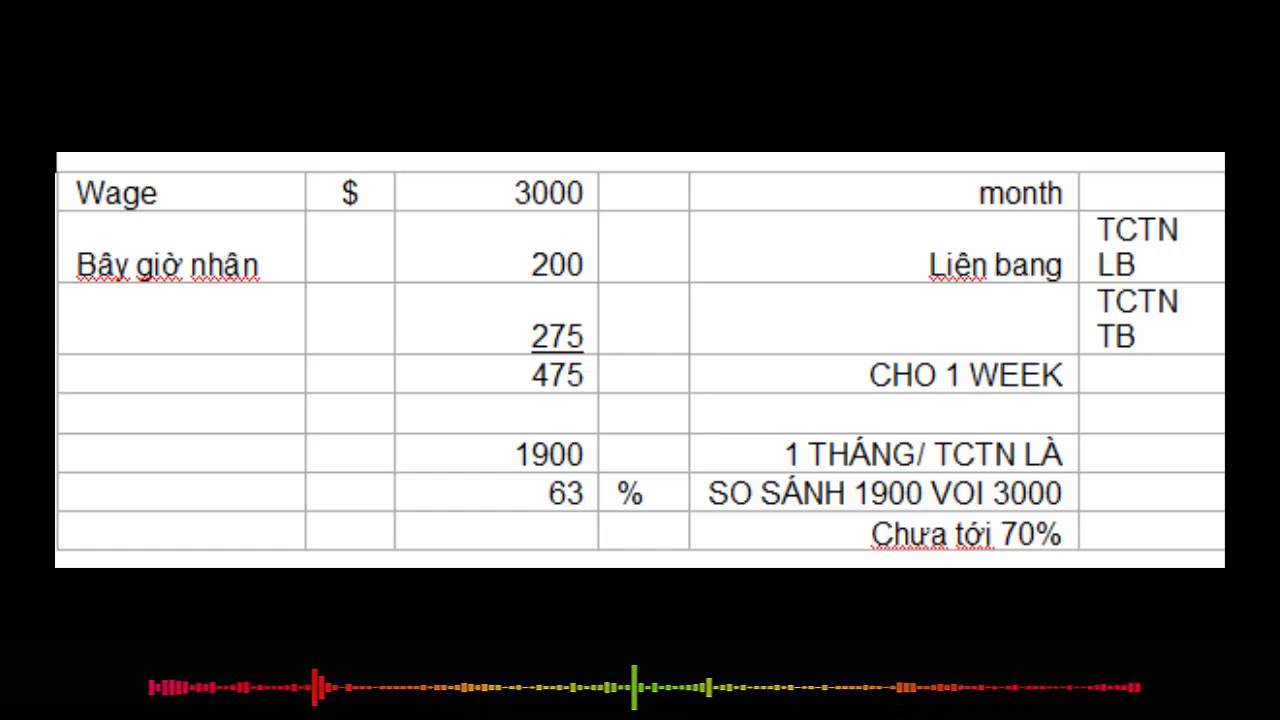 Wage $ 3000 month
Bây giờ nhân 200 Liên bang TCTN LB
275 TCTN TB
475 CHO 1 WEEK
1900 1 THÁNG/ TCTN LÀ
63 % SO SÁNH 1900 VOI 3000
Chưa tới 70%